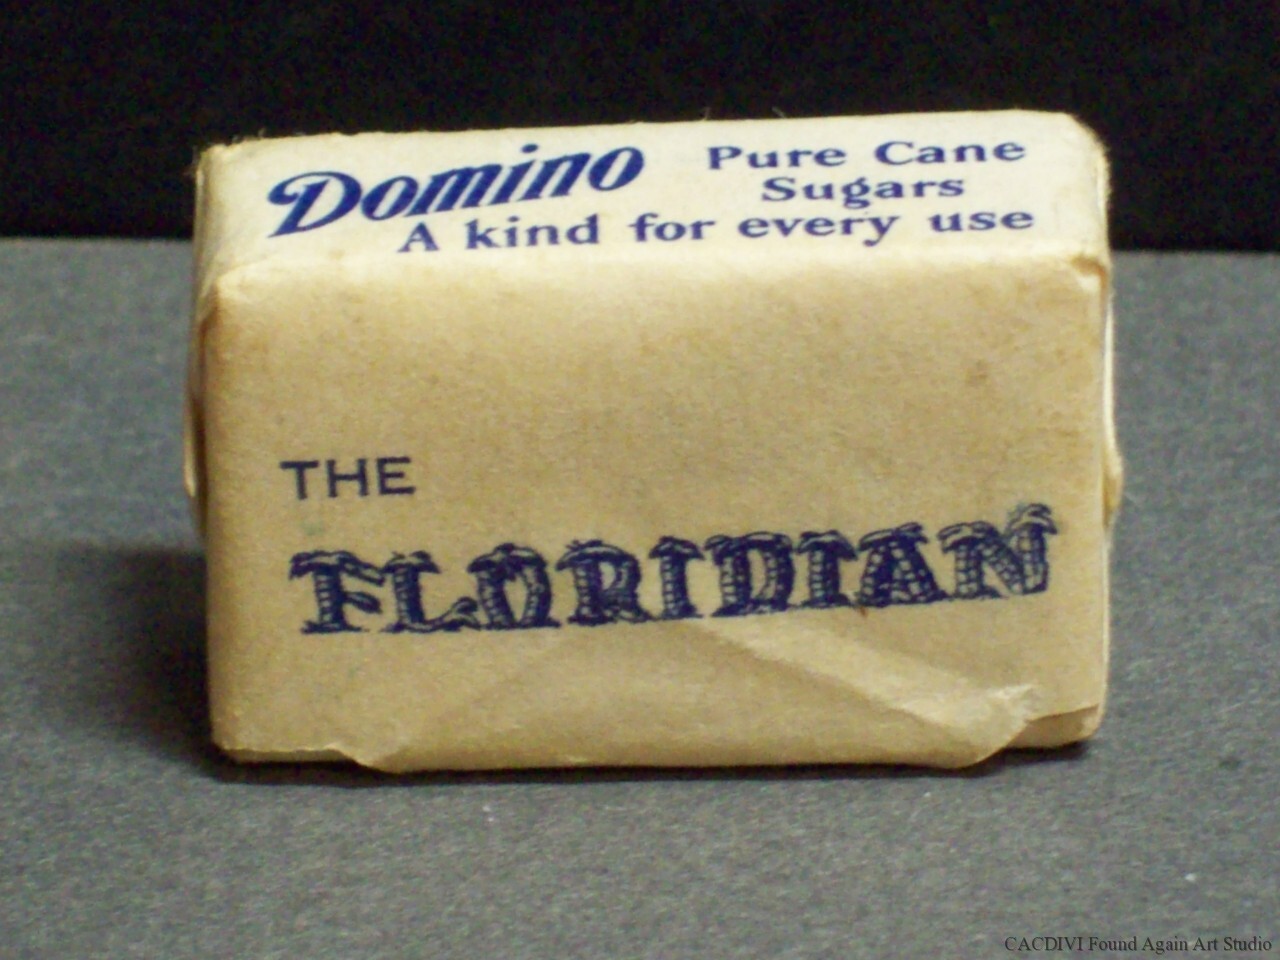 Domino Pure Cane
Sugars
A kind for every use
THE
FLORIDIAN
CACDIVI Found Again Art Studio